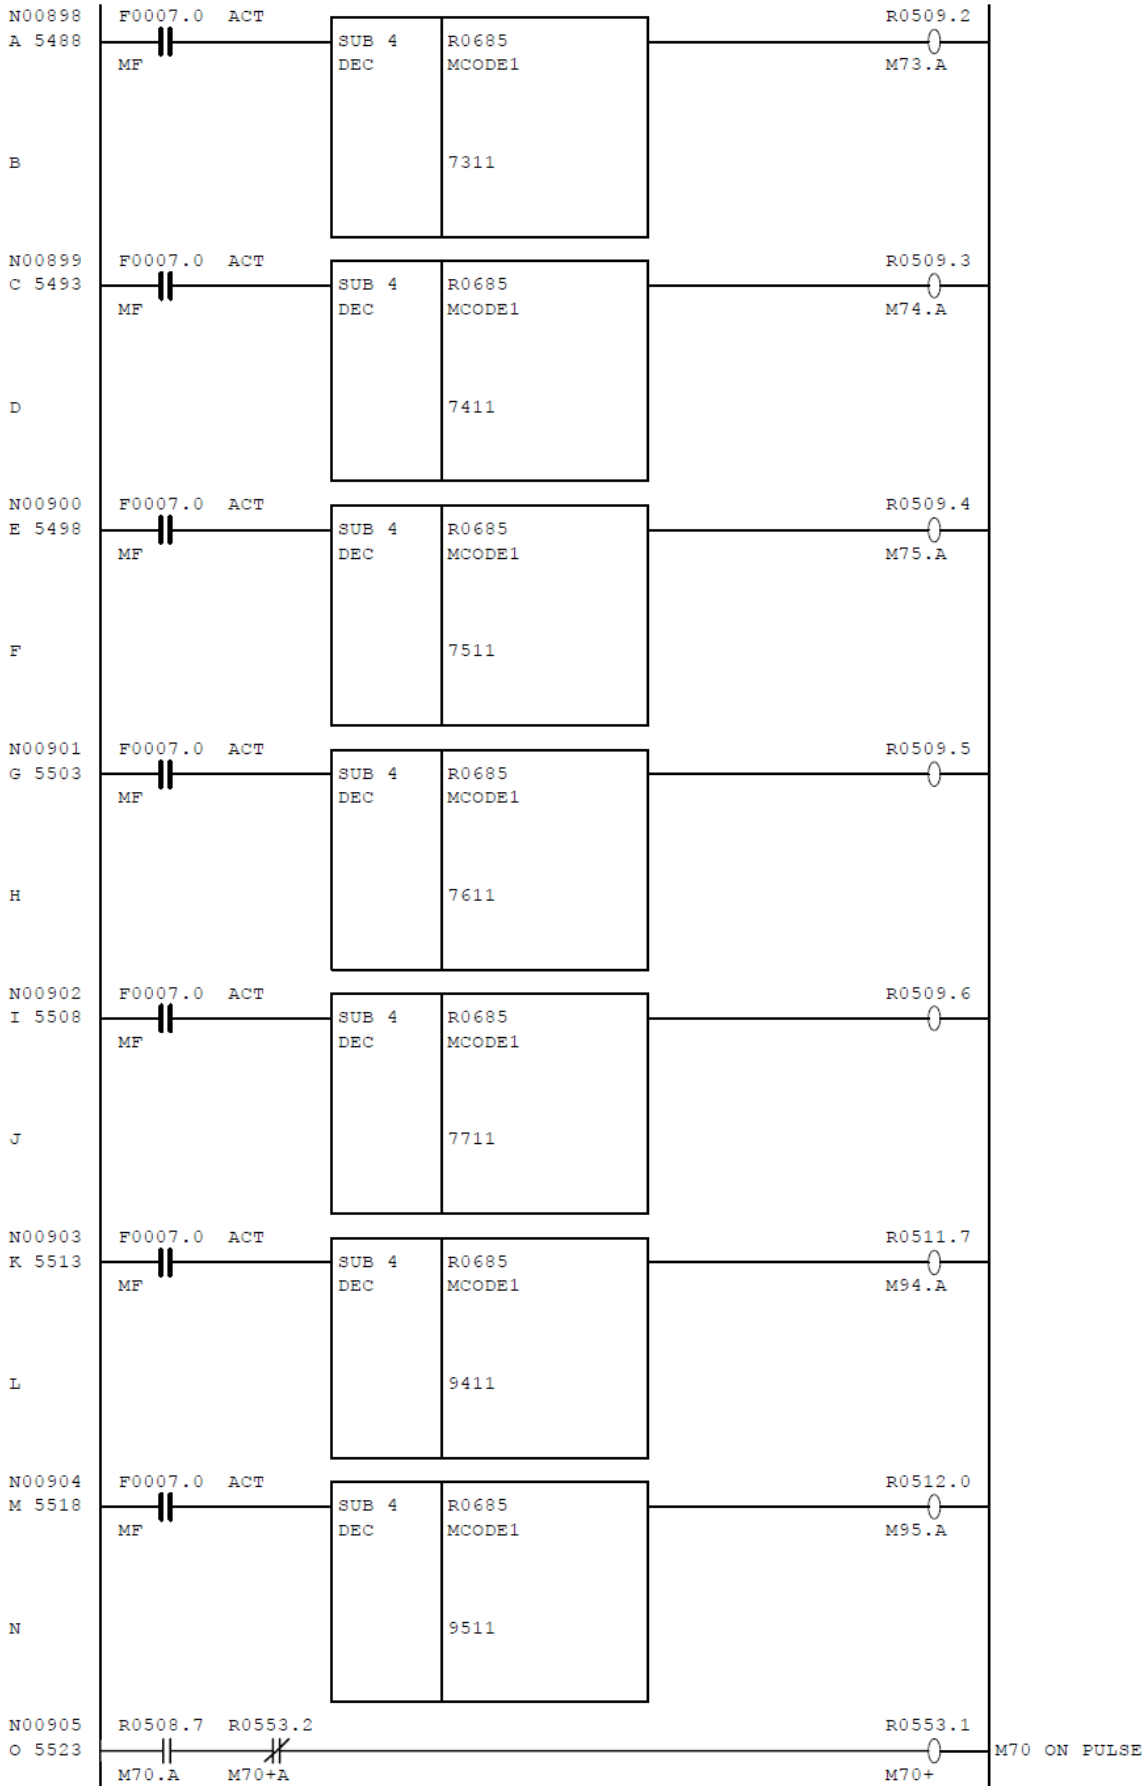 N00898 F0007.0 ACT R0509.2
A 5488 SUB 4 R0685
MF DEC MCODE1 M73.A
B 7311
N00899 F0007.0 ACT R0509.3
C 5493 SUB 4 R0685
MF DEC MCODE1 M74.A
D 7411
N00900 F0007.0 ACT R0509.4
E 5498 SUB 4 R0685
MF DEC MCODE1 M75.A
F 7511
N00901 F0007.0 ACT R0509.5
G 5503 SUB 4 R0685
MF DEC MCODE1
H 7611
N00902 F0007.0 ACT R0509.6
I 5508 SUB 4 R0685
MF DEC MCODE1
J 7711
N00903 F0007.0 ACT R0511.7
K 5513 SUB 4 R0685
MF DEC MCODE1 M94.A
L 9411
N00904 F0007.0 ACT R0512.0
M 5518 SUB 4 R0685
MF DEC MCODE1 M95.A
N 9511
N00905 R0508.7 R0553.2 R0553.1
O 5523 M70 ON PULSE
M70.A M70+A M70+